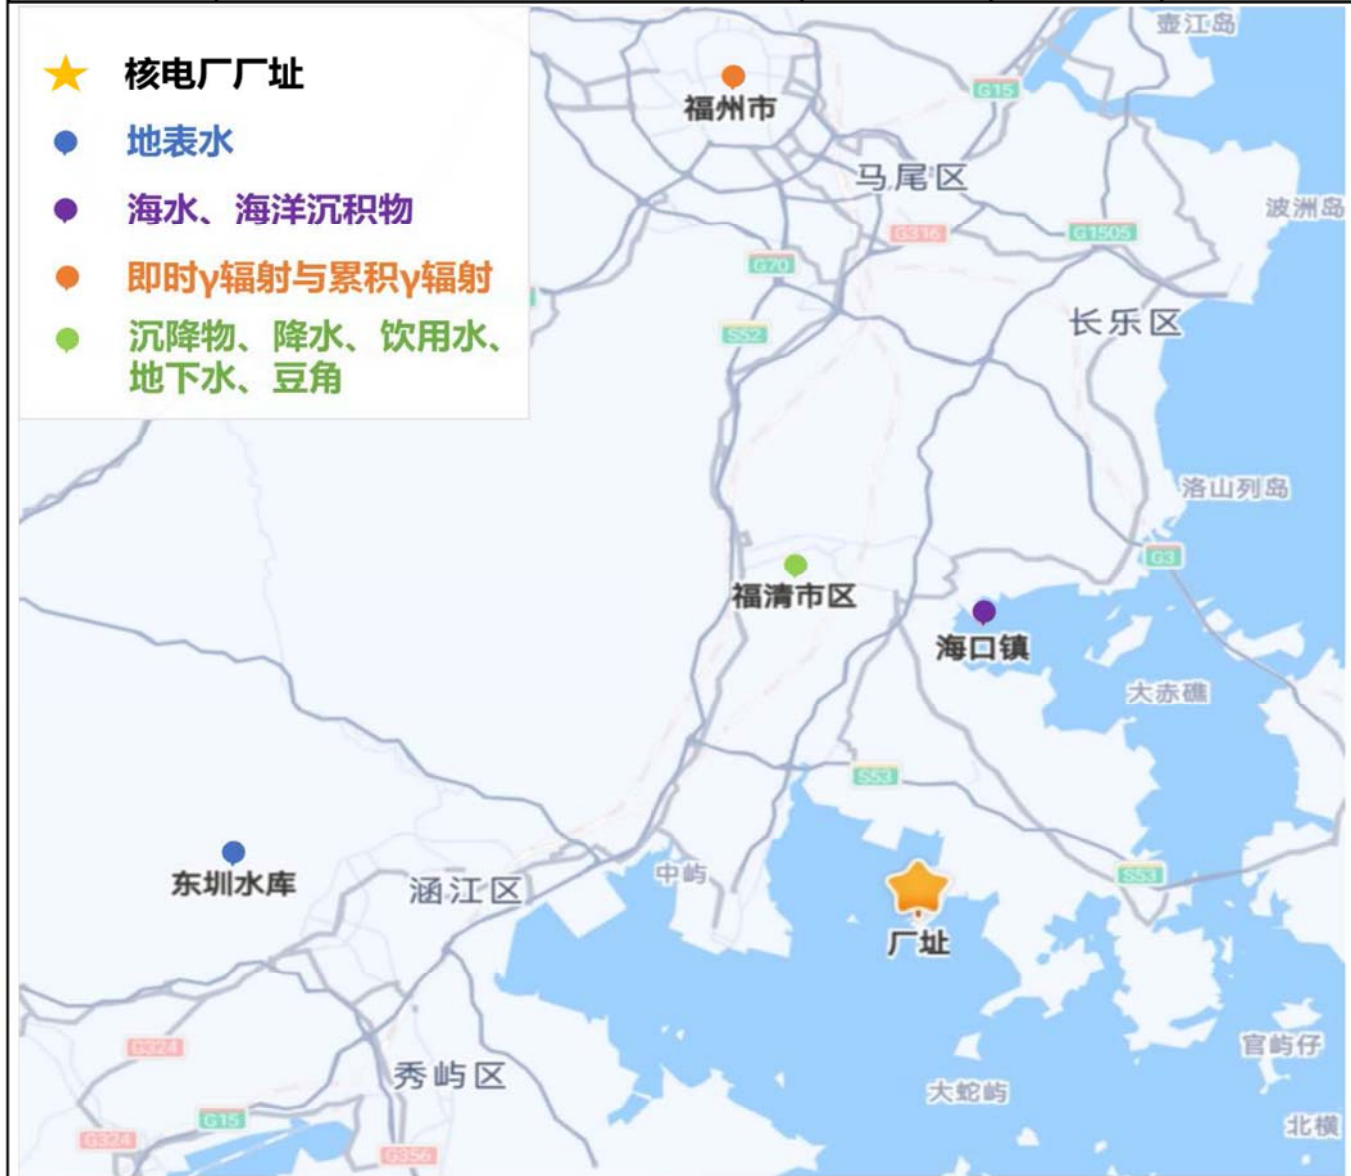 核电厂厂址
地表水
海水、海洋沉积物
即时γ辐射与累积γ辐射
沉降物、降水、饮用水、
地下水、豆角
壶江岛
G15
福州市
马尾区
波洲岛
G316
G1505
G70
长乐区
S52
洛山列岛
G3
福清市区
海口镇
大赤礁
S53
东圳水库
涵江区
中屿
S53
厂址
G324
官屿仔
秀屿区
大蛇屿
G15
北横
G324
G356